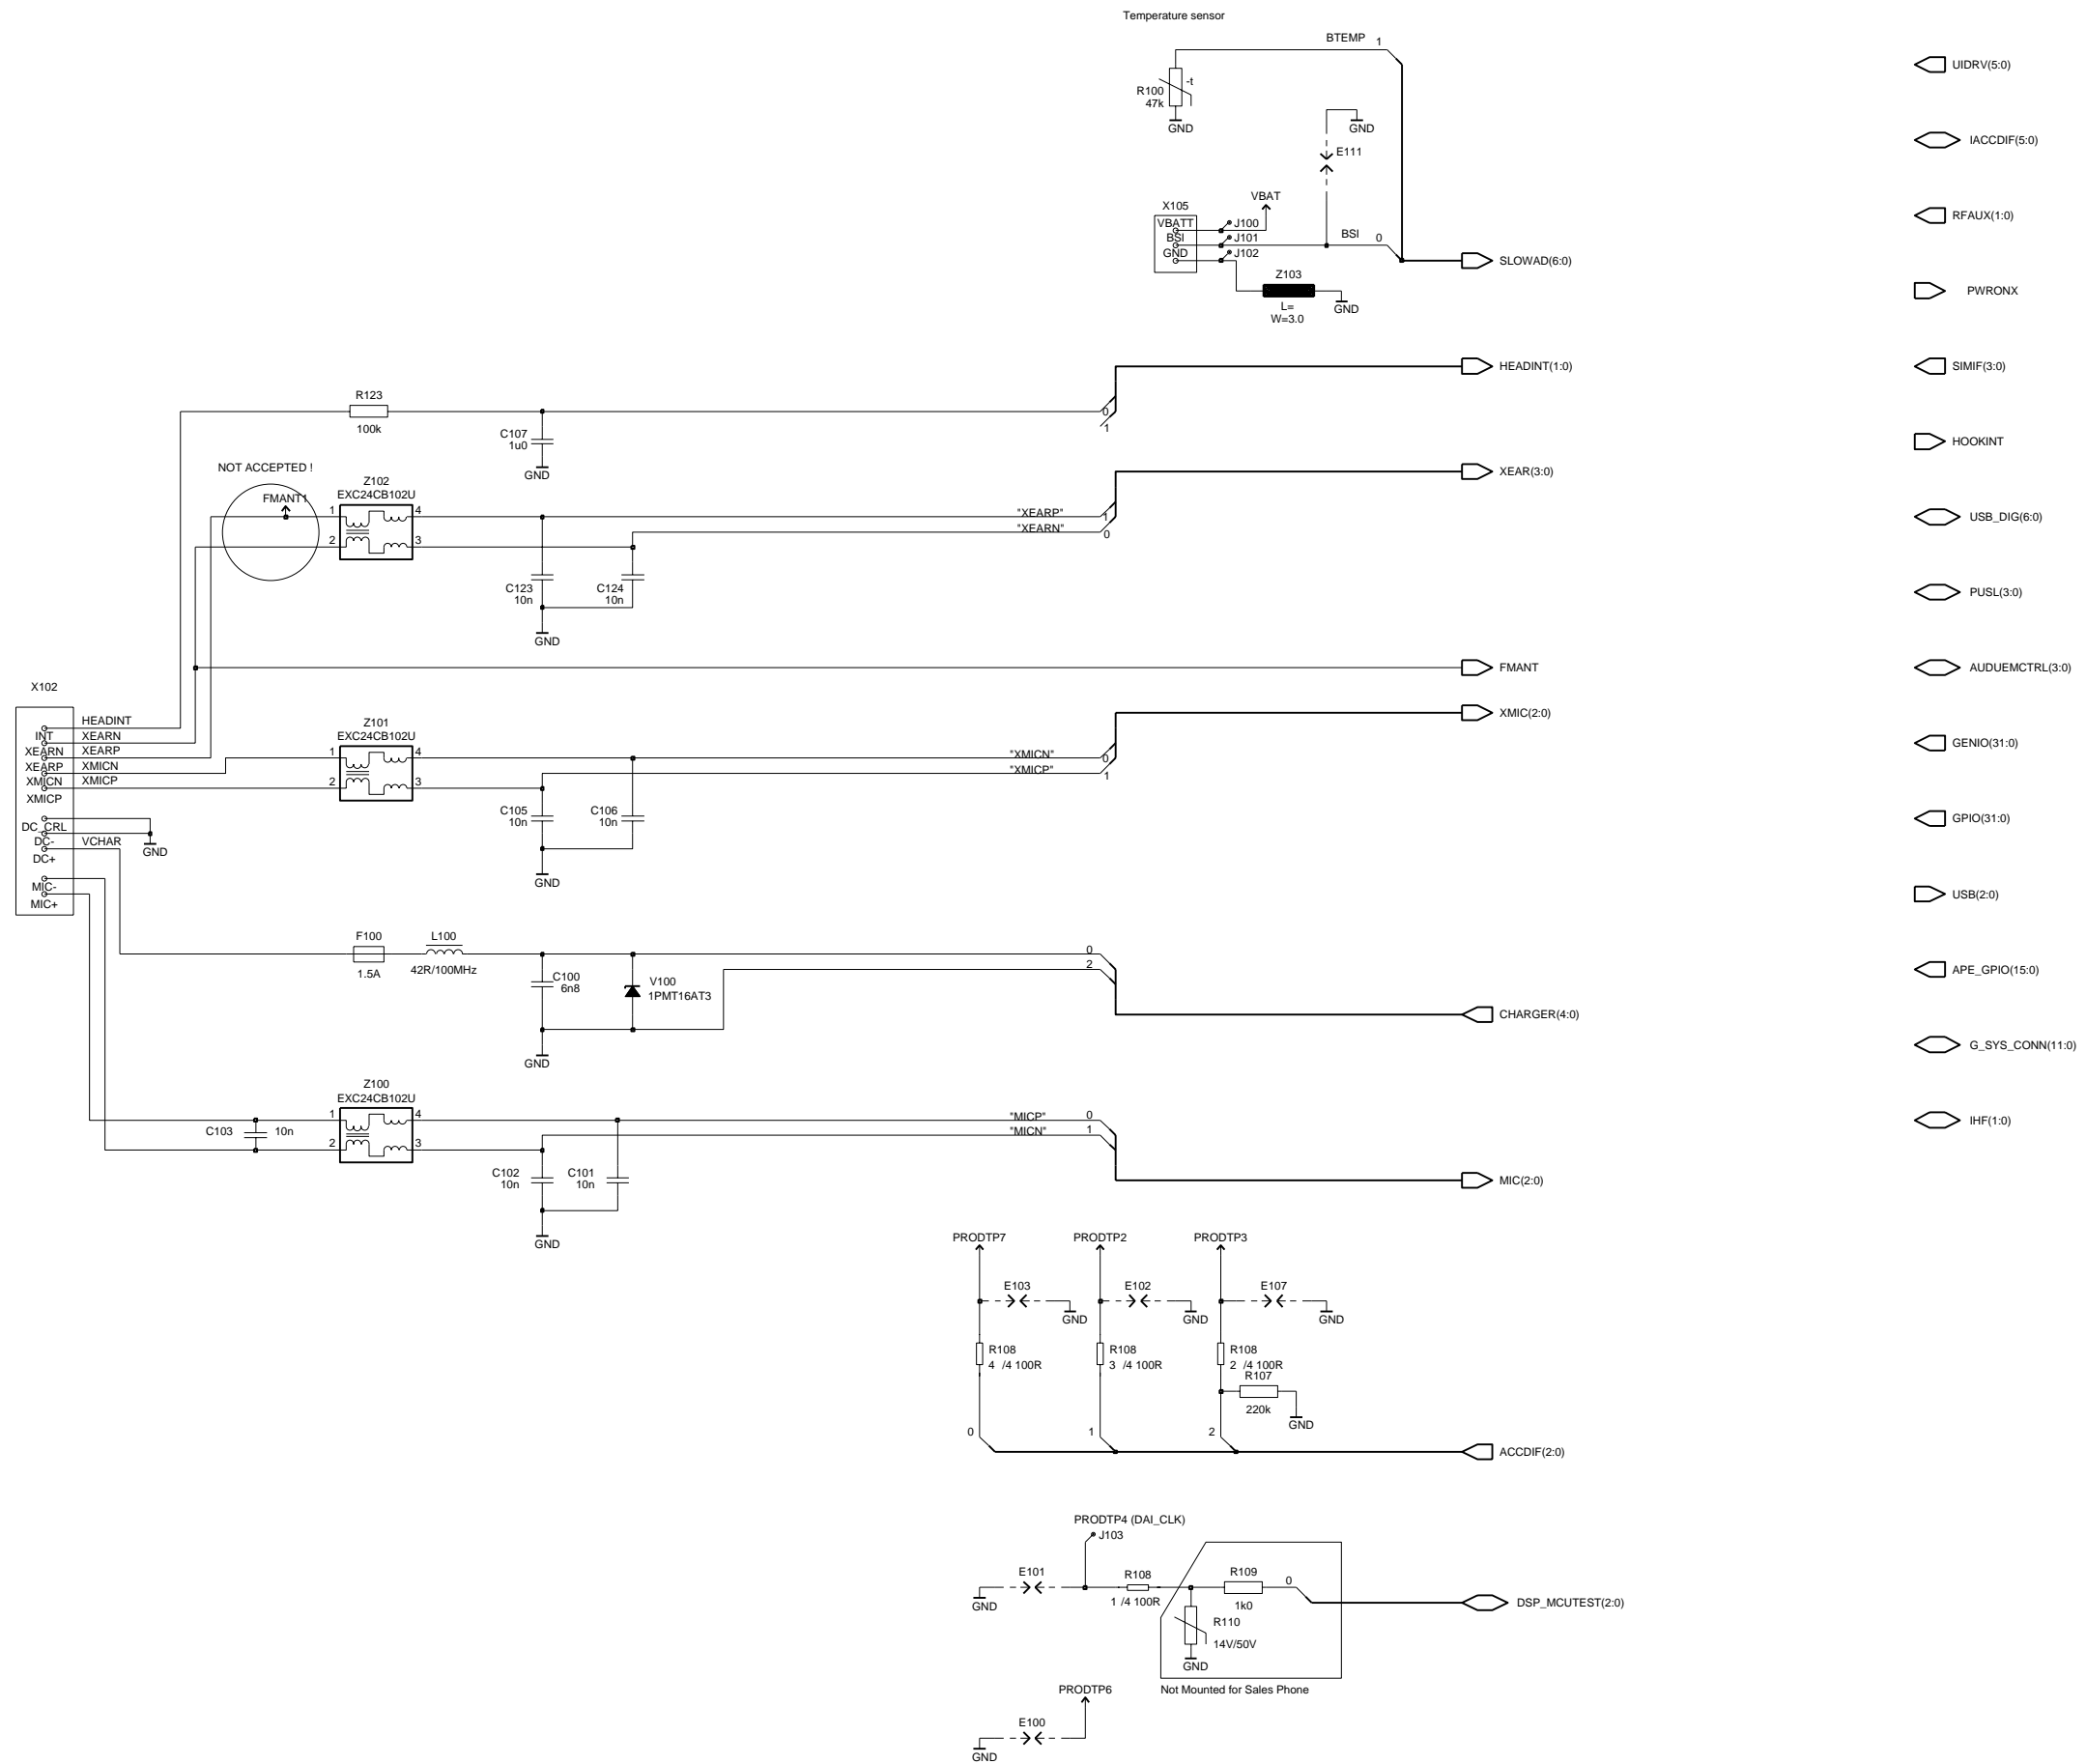 Temperature sensor
BTEMP 1
-t
R100
47k
GND
GND
E111
VBAT
X105
VBATT
J100
BSI
J101
BSI 0
GND
J102
SLOWAD(6:0)
Z103
L=
W=3.0
GND
HEADINT(1:0)
R123
100k
0
1
C107
1u0
GND
NOT ACCEPTED !
FMANT1
Z102
EXC24CB102U
1 4
2 3
XEAR(3:0)
"XEARP" 1
"XEARN" 0
C123
10n
C124
10n
GND
FMANT
X102
HEADINT
INT
XEARN
XEARN
XEARP
XEARP
XMICN
XMICN
XMICP
XMICP
DC_CRL
DC-
VCHAR
DC+
GND
MIC-
MIC+
Z101
EXC24CB102U
1 4
2 3
XMIC(2:0)
"XMICN" 0
"XMICP" 1
C105
10n
C106
10n
GND
F100
1.5A
L100
42R/100MHz
C100
6n8
V100
1PMT16AT3
0
2
GND
CHARGER(4:0)
Z100
EXC24CB102U
1 4
2 3
C103 10n
"MICP" 0
"MICN" 1
C102
10n
C101
10n
GND
MIC(2:0)
PRODTP7
PRODTP2
PRODTP3
E103
GND
E102
GND
E107
GND
R108
4 /4 100R
R108
3 /4 100R
R108
2 /4 100R
R107
220k
GND
0
1
2
ACCDIF(2:0)
PRODTP4 (DAI_CLK)
J103
E101
GND
R108
1 /4 100R
R109
1k0
0
DSP_MCUTEST(2:0)
R110
14V/50V
GND
Not Mounted for Sales Phone
PRODTP6
E100
GND
UIDRV(5:0)
IACCDIF(5:0)
RFAUX(1:0)
PWRONX
SIMIF(3:0)
HOOKINT
USB_DIG(6:0)
PUSL(3:0)
AUDUEMCTRL(3:0)
GENIO(31:0)
GPIO(31:0)
USB(2:0)
APE_GPIO(15:0)
G_SYS_CONN(11:0)
IHF(1:0)